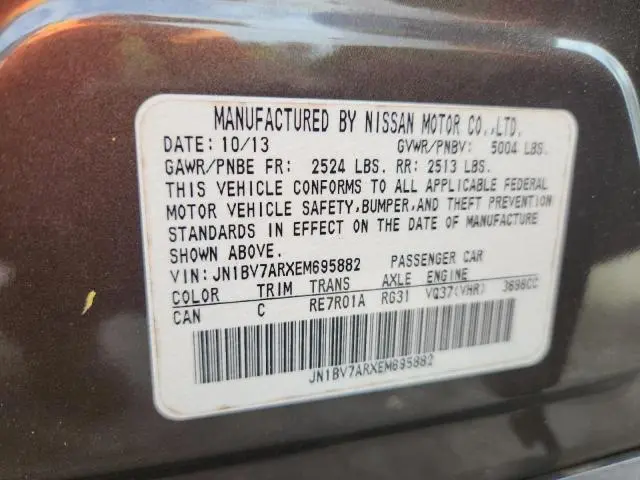 MANUFACTURED BY NISSAN MOTOR CO.,LTD.
DATE: 10/13 GVWR/PNBV: 5004 LBS.
GAWR/PNBE FR: 2524 LBS. RR: 2513 LBS.
THIS VEHICLE CONFORMS TO ALL APPLICABLE FEDERAL
MOTOR VEHICLE SAFETY,BUMPER,AND THEFT PREVENTION
STANDARDS IN EFFECT ON THE DATE OF MANUFACTURE
SHOWN ABOVE.
VIN: JN1BV7ARXEM695882 PASSENGER CAR
COLOR TRIM TRANS AXLE ENGINE
CAN C RE7R01A RG31 VQ37(VHR) 3696CC
JN1BV7ARXEM695882